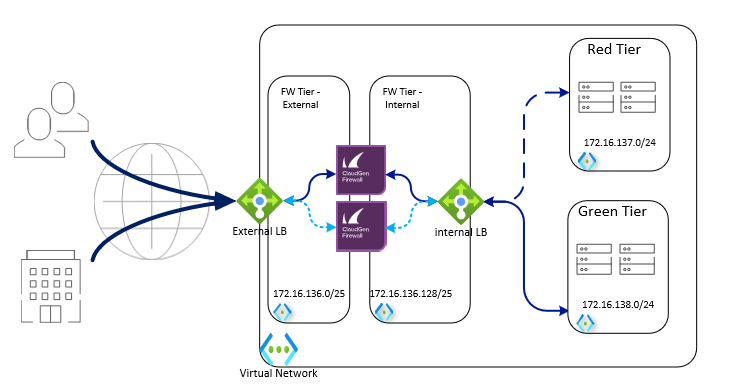 Red Tier
172.16.137.0/24
FW Tier -
External
FW Tier -
Internal
CloudGen
Firewall
CloudGen
Firewall
External LB
internal LB
Green Tier
172.16.138.0/24
172.16.136.0/25
172.16.136.128/25
Virtual Network